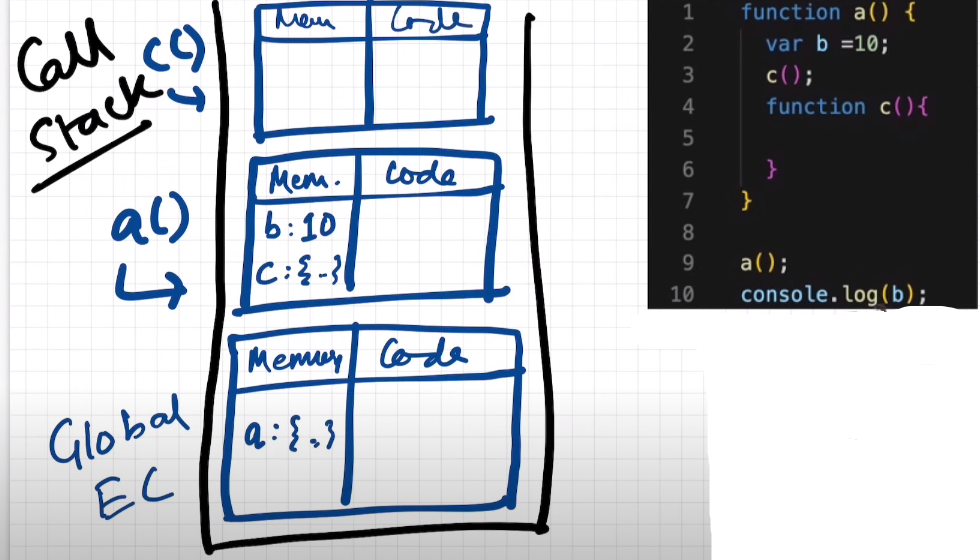 Call
Stack
c()
Mem
Code
a()
Mem.
Code
b:10
c:{-}
Global
EC
Memory
Code
a:{.,}
1 function a() {
2 var b =10;
3 c();
4 function c(){
5
6 }
7 }
8
9 a();
10 console.log(b);